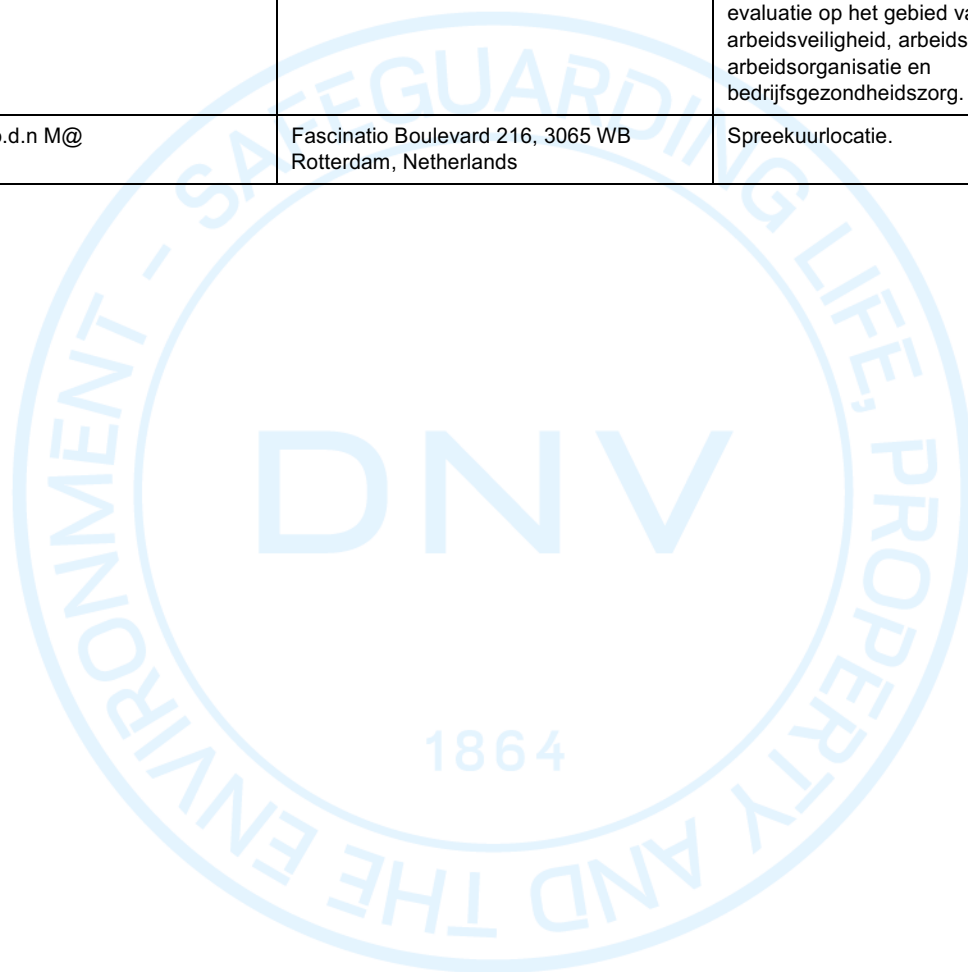 evaluatie op het gebied va
arbeidsveiligheid, arbeids
arbeidsorganisatie en
bedrijfsgezondheidszorg.
o.d.n M@
Fascinatio Boulevard 216, 3065 WB
Rotterdam, Netherlands
Spreekuurlocatie.
SAFEGUARDING LIFE, PROPERTY AND THE ENVIRONMENT -
DNV
1864